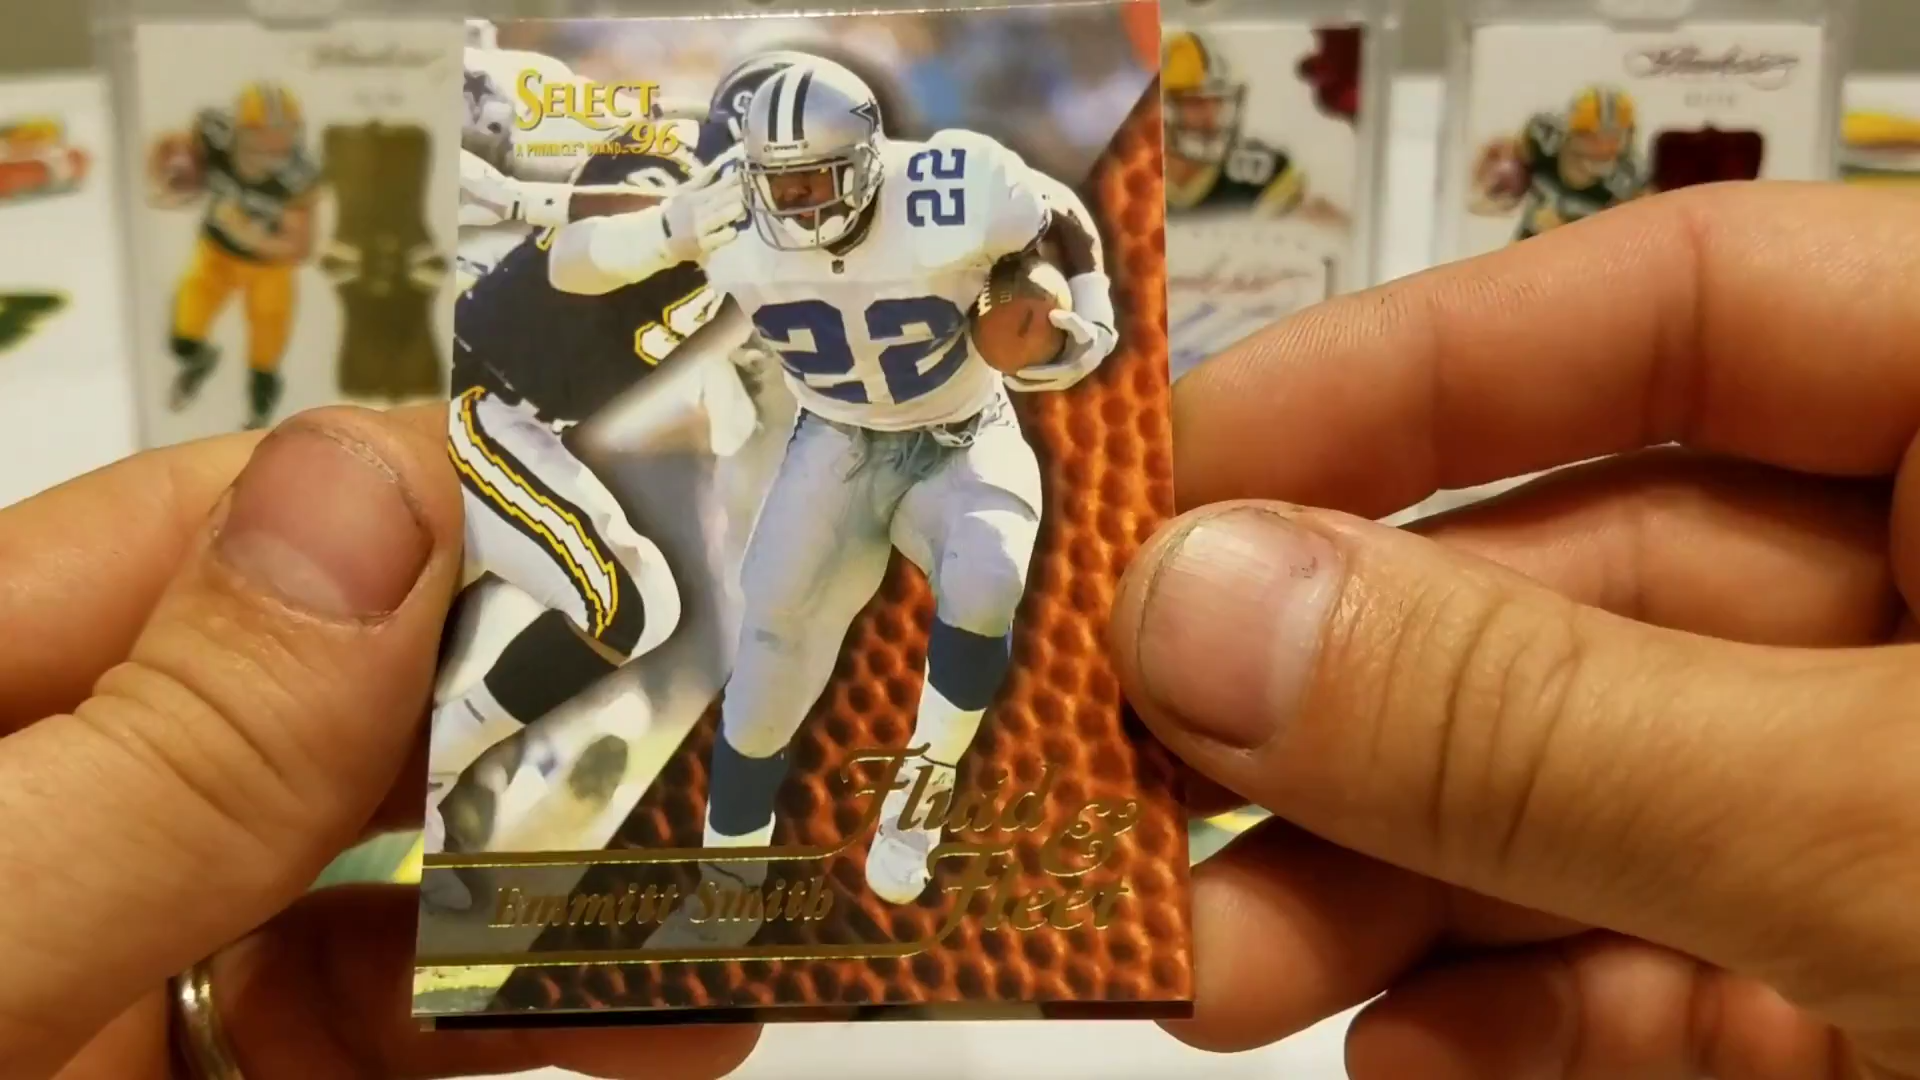 SELECT
'96
A PINNACLE BRAND
22
22
Fluid
&
Fleet
Emmitt Smith